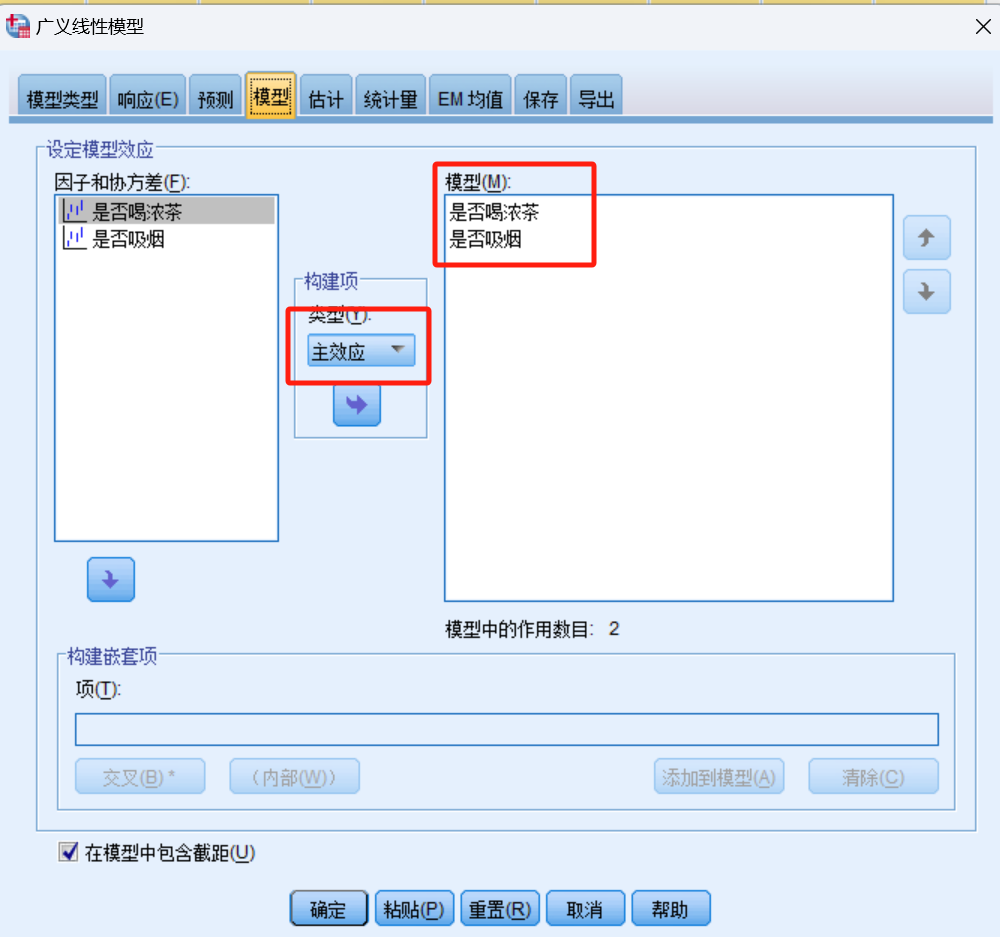 广义线性模型
模型类型 响应(E) 预测 模型 估计 统计量 EM 均值 保存 导出
设定模型效应
因子和协方差(F):
是否喝浓茶
是否吸烟
构建项
类型(Y):
主效应
模型(M):
是否喝浓茶
是否吸烟
模型中的作用数目: 2
构建嵌套项
项(T):
交叉(B) * (内部(W)) 添加到模型(A) 清除(C)
在模型中包含截距(U)
确定 粘贴(P) 重置(R) 取消 帮助